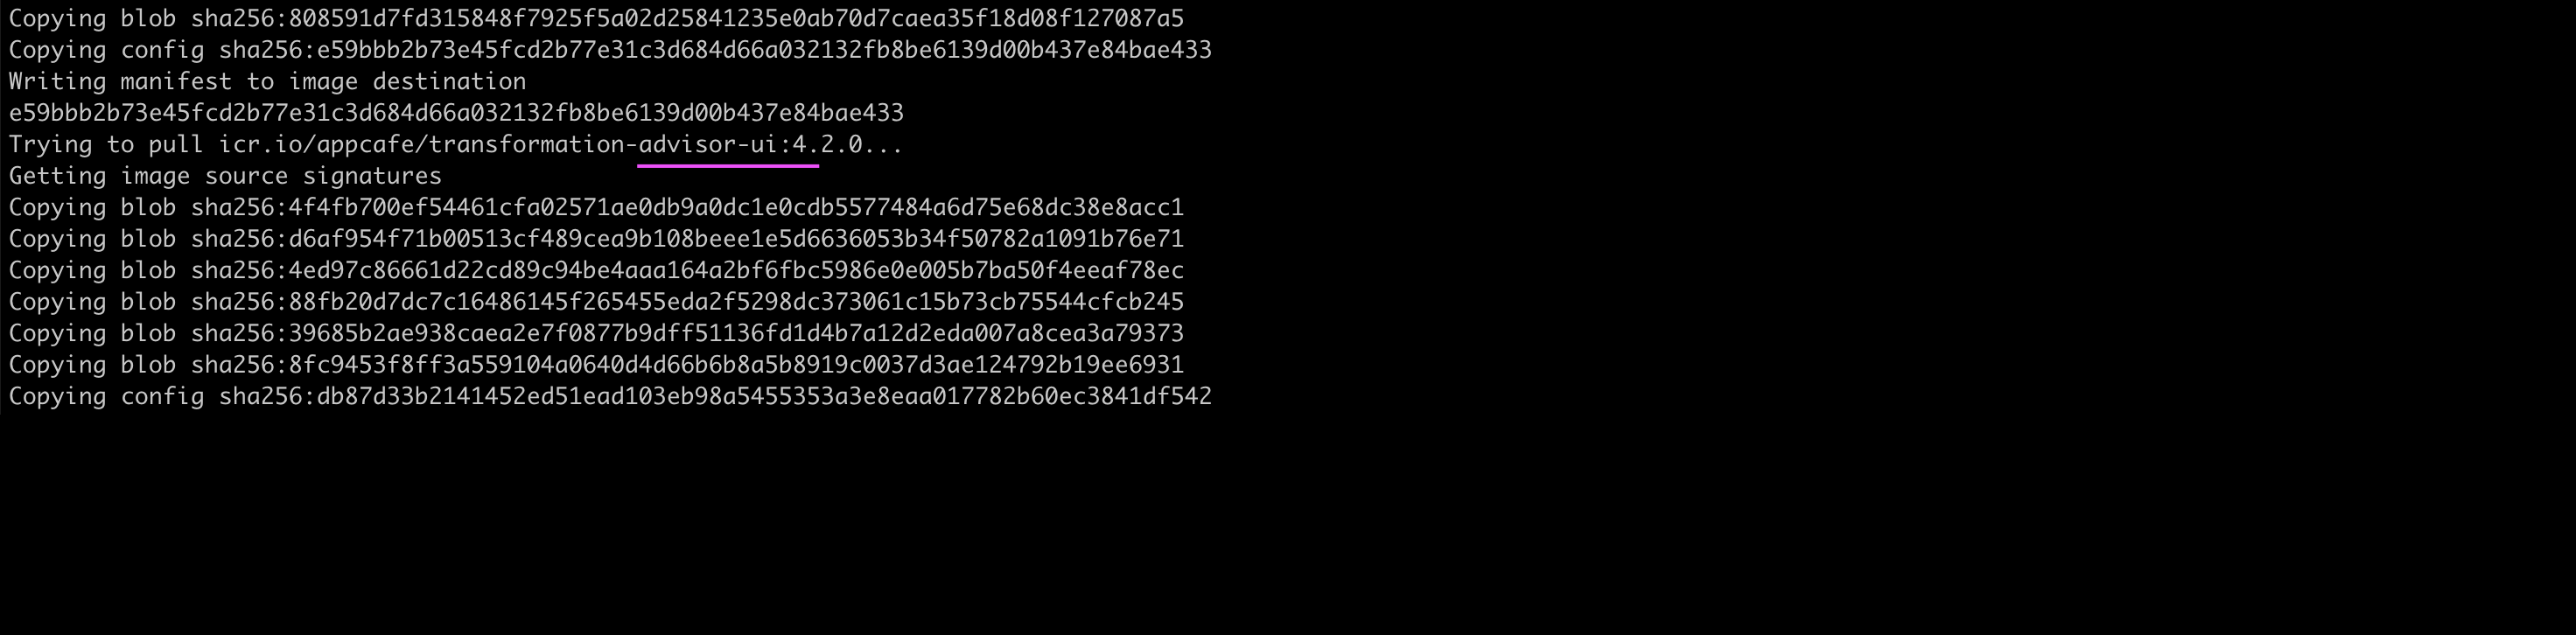 Copying blob sha256:808591d7fd315848f7925f5a02d25841235e0ab70d7caea35f18d08f127087a5
Copying config sha256:e59bbb2b73e45fcd2b77e31c3d684d66a032132fb8be6139d00b437e84bae433
Writing manifest to image destination
e59bbb2b73e45fcd2b77e31c3d684d66a032132fb8be6139d00b437e84bae433
Trying to pull icr.io/appcafe/transformation-advisor-ui:4.2.0...
Getting image source signatures
Copying blob sha256:4f4fb700ef54461cfa02571ae0db9a0dc1e0cdb5577484a6d75e68dc38e8acc1
Copying blob sha256:d6af954f71b00513cf489cea9b108beee1e5d6636053b34f50782a1091b76e71
Copying blob sha256:4ed97c86661d22cd89c94be4aaa164a2bf6fbc5986e0e005b7ba50f4eeaf78ec
Copying blob sha256:88fb20d7dc7c16486145f265455eda2f5298dc373061c15b73cb75544cfcb245
Copying blob sha256:39685b2ae938caea2e7f0877b9dff51136fd1d4b7a12d2eda007a8cea3a79373
Copying blob sha256:8fc9453f8ff3a559104a0640d4d66b6b8a5b8919c0037d3ae124792b19ee6931
Copying config sha256:db87d33b2141452ed51ead103eb98a5455353a3e8eaa017782b60ec3841df542